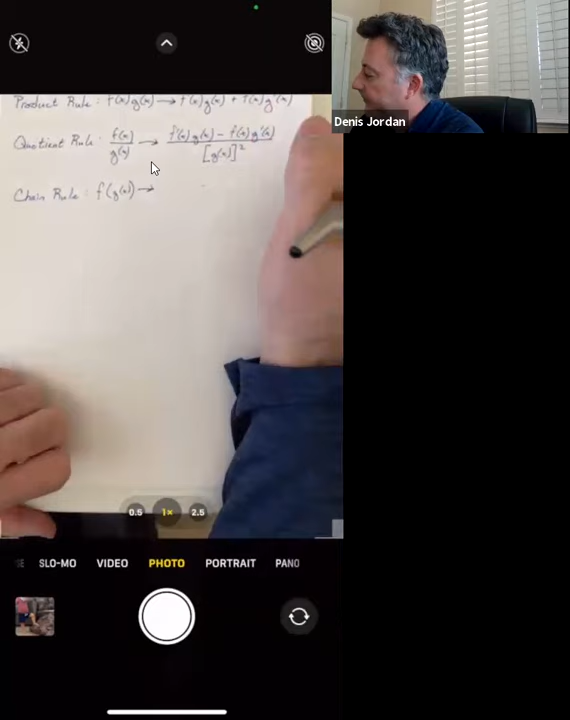 Product Rule: f(x)g(x) → f'(x)g(x) + f(x)g'(x)
Quotient Rule: f(x)/g(x) → f'(x)g(x) − f(x)g'(x)/[g(x)]²
Chain Rule: f(g(x)) →
Denis Jordan
0.5 1× 2.5
SLO-MO VIDEO PHOTO PORTRAIT PANO